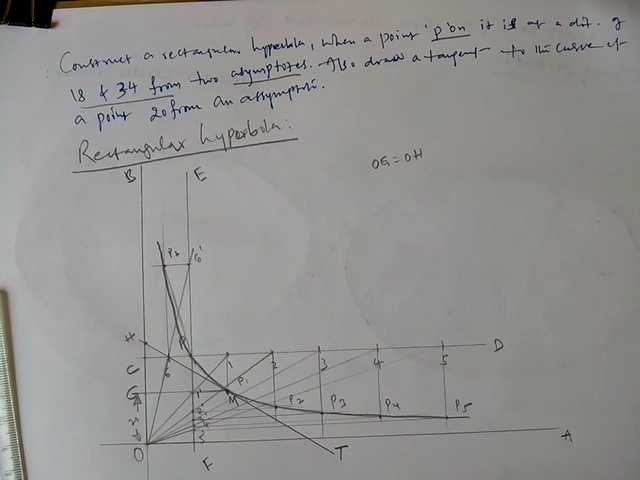 Construct a rectangular hyperbola, when a point 'p' on it is at a dist. of
18 & 34 from two asymptotes. Also draw a tangent to the curve at
a point 20 from an assymptote.
Rectangular hyperbola:
OG = OH
B E
P6 6'
H
C 6 1 2 3 4 5 D
G 1' P1
M P2 P3 P4 P5
O F T A